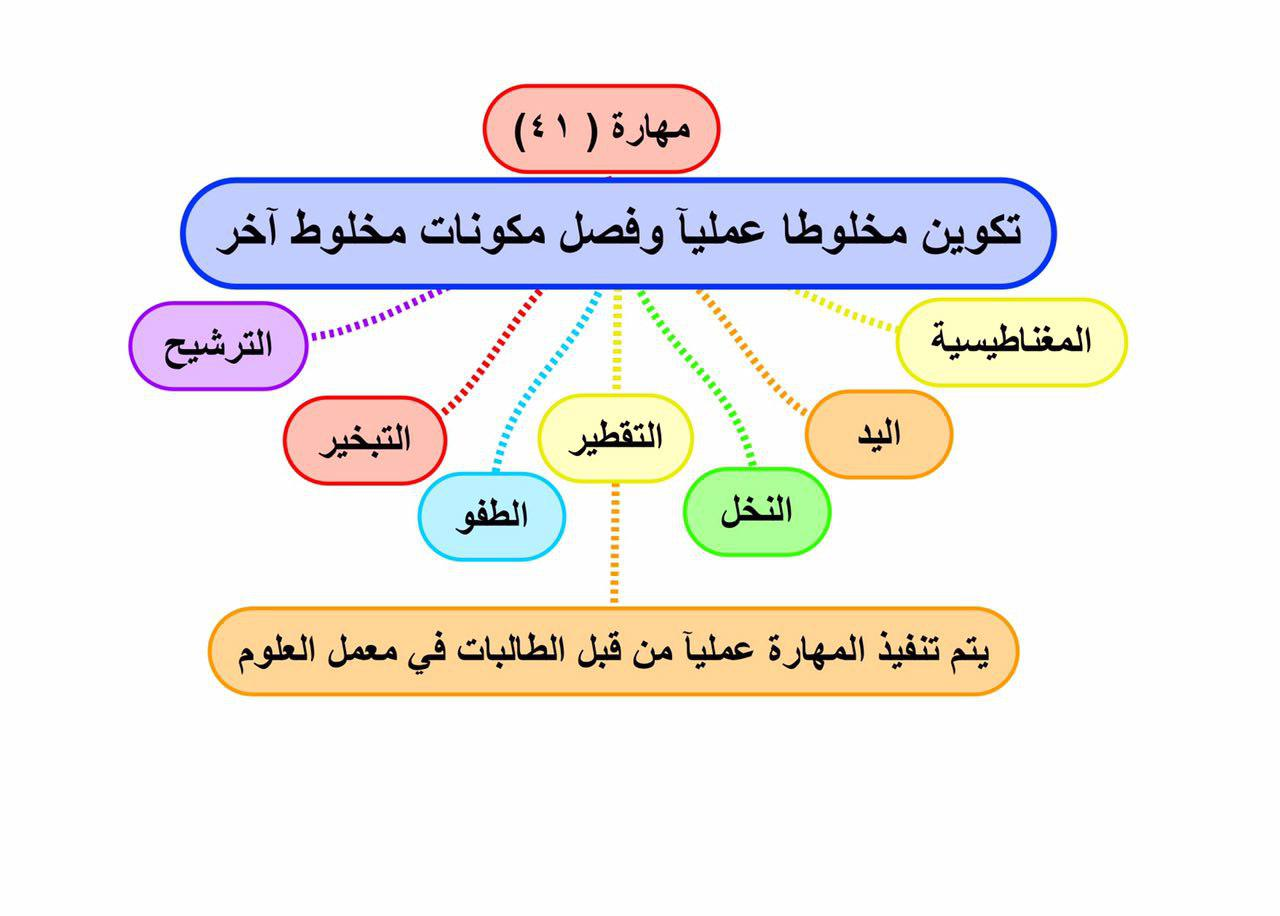 مهارة ( ٤١)
تكوين مخلوطا عمليآ وفصل مكونات مخلوط آخر
المغناطيسية
اليد
النخل
التقطير
الطفو
التبخير
الترشيح
يتم تنفيذ المهارة عمليآ من قبل الطالبات في معمل العلوم